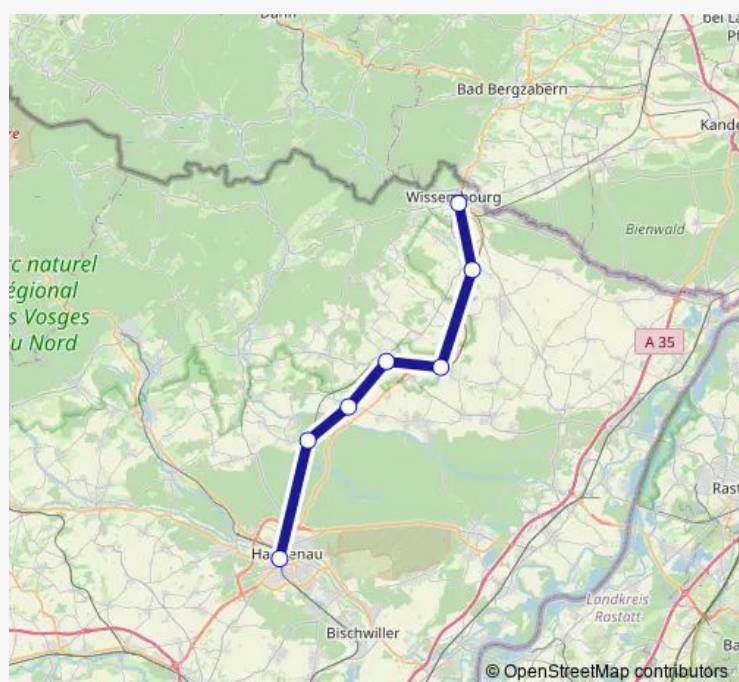 Bad Bergzabern
Kande
Wissembourg
Bienwald
rc naturel
égional
s Vosges
u Nord
A 35
Rast
Landkreis
Rastatt
Bischwiller
© OpenStreetMap contributors